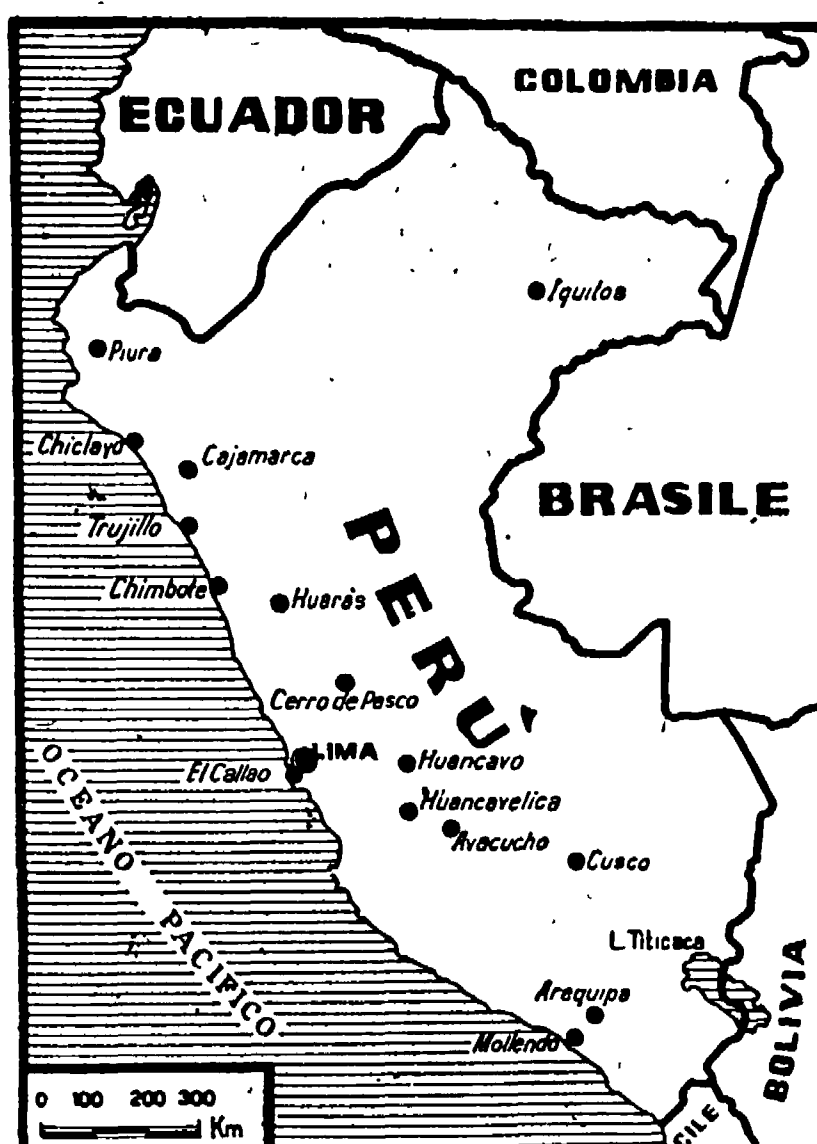 ECUADOR
COLOMBIA
Iquitos
Piura
Chiclayo
Cajamarca
BRASILE
Trujillo
PERÙ
Chimbote
Huaràs
Cerro de Pasco
LIMA
El Callao
Huancayo
Huancavelica
Ayacucho
Cusco
OCEANO PACIFICO
L. Titicaca
BOLIVIA
Arequipa
Mollendo
0 100 200 300
Km
CILE